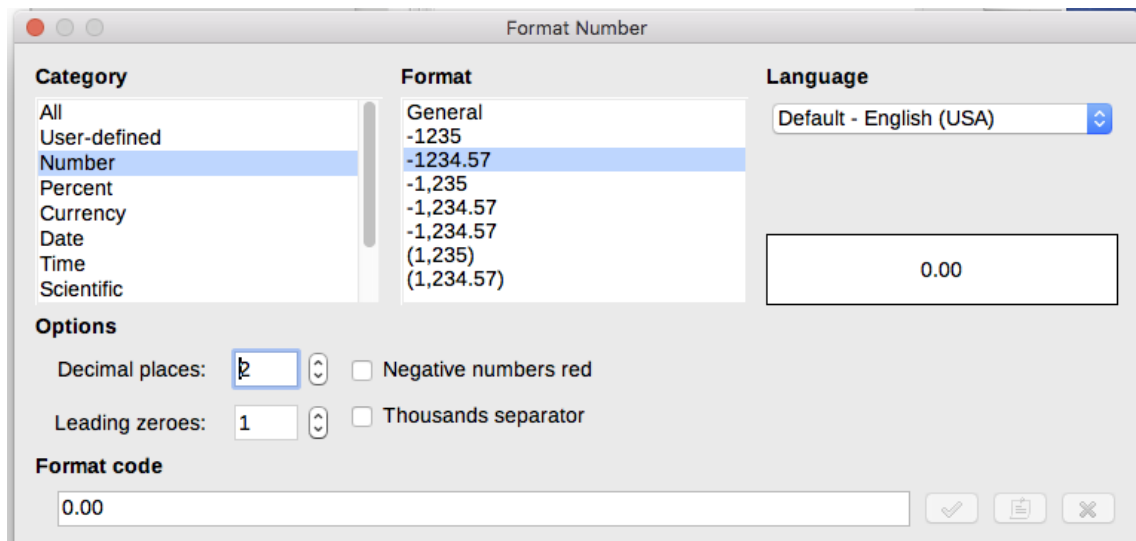 Format Number
Category
All
User-defined
Number
Percent
Currency
Date
Time
Scientific
Format
General
-1235
-1234.57
-1,235
-1,234.57
-1,234.57
(1,235)
(1,234.57)
Language
Default - English (USA)
0.00
Options
Decimal places: 2 Negative numbers red
Leading zeroes: 1 Thousands separator
Format code
0.00